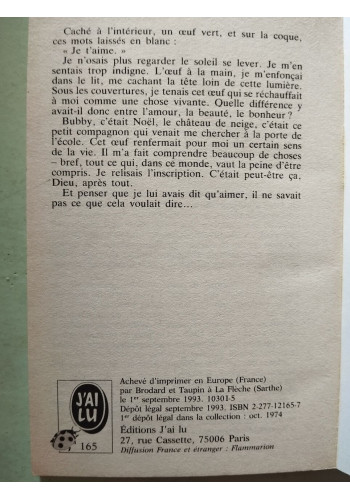 Caché à l'intérieur, un œuf vert, et sur la coque,
ces mots laissés en blanc :
« Je t'aime. »
Je n'osais plus regarder le soleil se lever. Je m'en
sentais trop indigne. L'œuf à la main, je m'enfonçai
dans le lit, me cachant la tête loin de cette lumière.
Sous les couvertures, je tenais cet œuf qui se réchauffait
à moi comme une chose vivante. Quelle différence y
avait-il donc entre l'amour, la beauté, le bonheur ?
Bubby, c'était Noël, le château de neige, c'était ce
petit compagnon qui venait me chercher à la porte de
l'école. Cet œuf renfermait pour moi un certain sens
de la vie. Il m'a fait comprendre beaucoup de choses
– bref, tout ce qui, dans ce monde, vaut la peine d'être
compris. Je relisais l'inscription. C'était peut-être ça,
Dieu, après tout.
Et penser que je lui avais dit qu'aimer, il ne savait
pas ce que cela voulait dire...
J'AI
LU
165
Achevé d'imprimer en Europe (France)
par Brodard et Taupin à La Flèche (Sarthe)
le 1er septembre 1993. 1030I-5
Dépôt légal septembre 1993. ISBN 2-277-12165-7
1er dépôt légal dans la collection : oct. 1974
Éditions J'ai lu
27, rue Cassette, 75006 Paris
Diffusion France et étranger : Flammarion